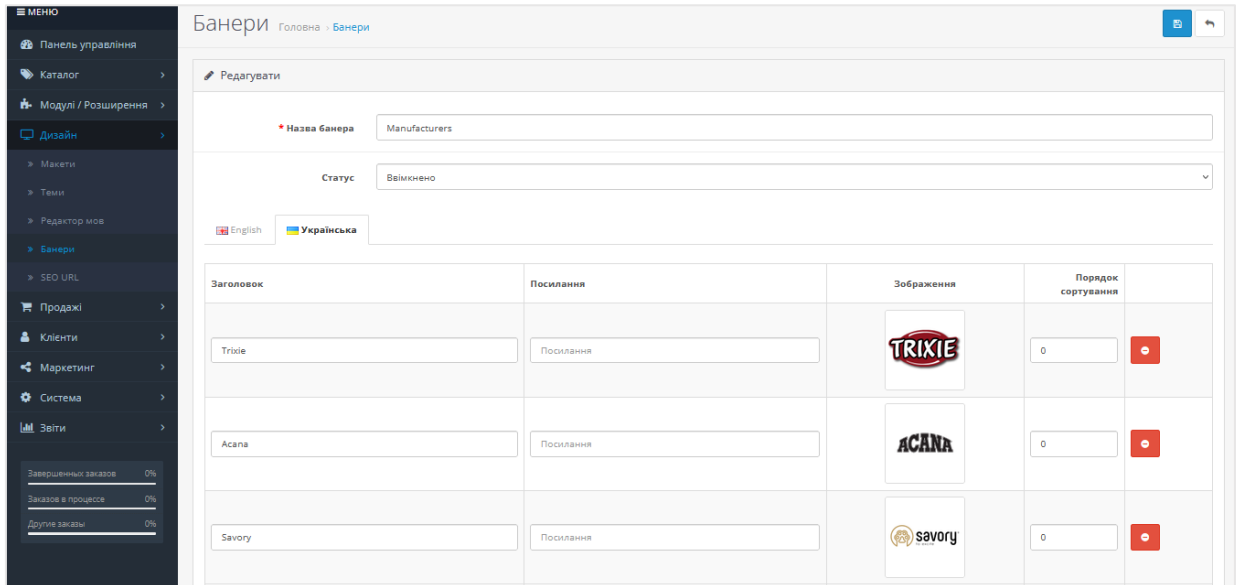 МЕНЮ
Панель управління
Каталог
Модулі / Розширення
Дизайн
Макети
Теми
Редактор мов
Банери
SEO URL
Продажі
Клієнти
Маркетинг
Система
Звіти
Завершенных заказов 0%
Заказов в процессе 0%
Другие заказы 0%
Банери Головна › Банери
Редагувати
* Назва банера Manufacturers
Статус Ввімкнено
English Українська
Заголовок Посилання Зображення Порядок
сортування
Trixie Посилання TRIXIE 0
Acana Посилання ACANA 0
Savory Посилання savory 0